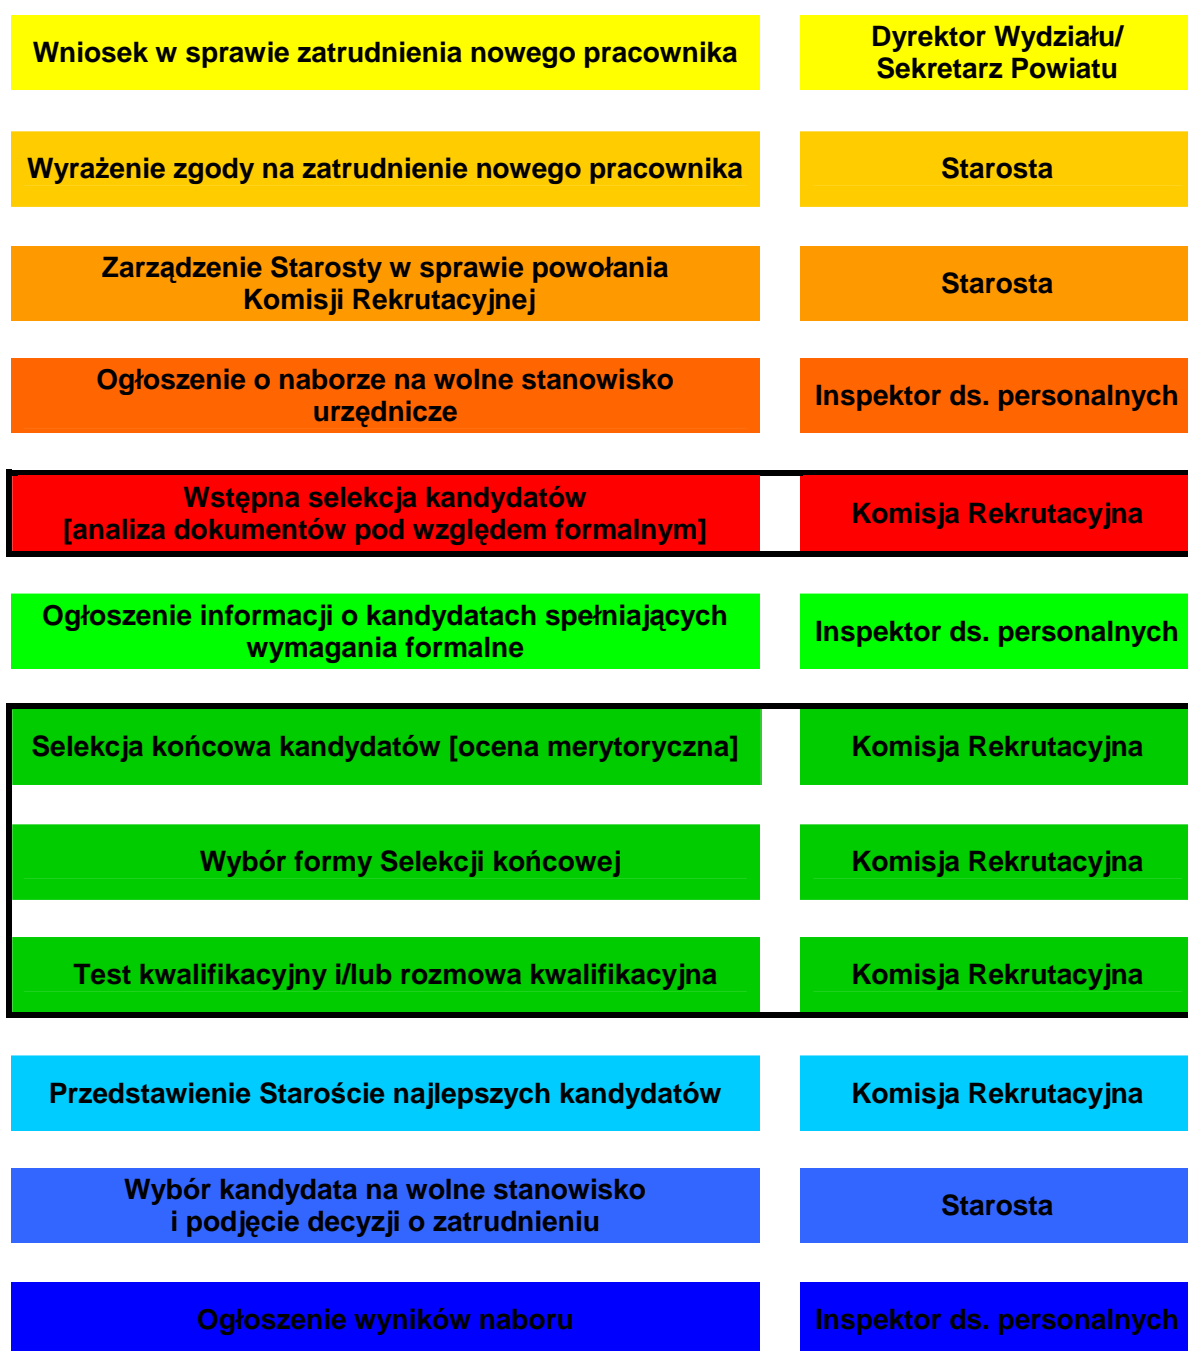 Wniosek w sprawie zatrudnienia nowego pracownika
Dyrektor Wydziału/
Sekretarz Powiatu
Wyrażenie zgody na zatrudnienie nowego pracownika
Starosta
Zarządzenie Starosty w sprawie powołania
Komisji Rekrutacyjnej
Starosta
Ogłoszenie o naborze na wolne stanowisko
urzędnicze
Inspektor ds. personalnych
Wstępna selekcja kandydatów
[analiza dokumentów pod względem formalnym]
Komisja Rekrutacyjna
Ogłoszenie informacji o kandydatach spełniających
wymagania formalne
Inspektor ds. personalnych
Selekcja końcowa kandydatów [ocena merytoryczna]
Komisja Rekrutacyjna
Wybór formy Selekcji końcowej
Komisja Rekrutacyjna
Test kwalifikacyjny i/lub rozmowa kwalifikacyjna
Komisja Rekrutacyjna
Przedstawienie Staroście najlepszych kandydatów
Komisja Rekrutacyjna
Wybór kandydata na wolne stanowisko
i podjęcie decyzji o zatrudnieniu
Starosta
Ogłoszenie wyników naboru
Inspektor ds. personalnych